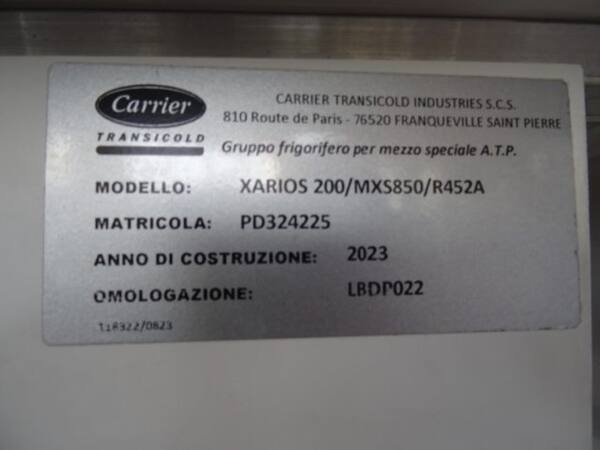 Carrier
TRANSICOLD
CARRIER TRANSICOLD INDUSTRIES S.C.S.
810 Route de Paris - 76520 FRANQUEVILLE SAINT PIERRE
Gruppo frigorifero per mezzo speciale A.T.P.
MODELLO: XARIOS 200/MXS850/R452A
MATRICOLA: PD324225
ANNO DI COSTRUZIONE: 2023
OMOLOGAZIONE: LBDP022
118322/0823